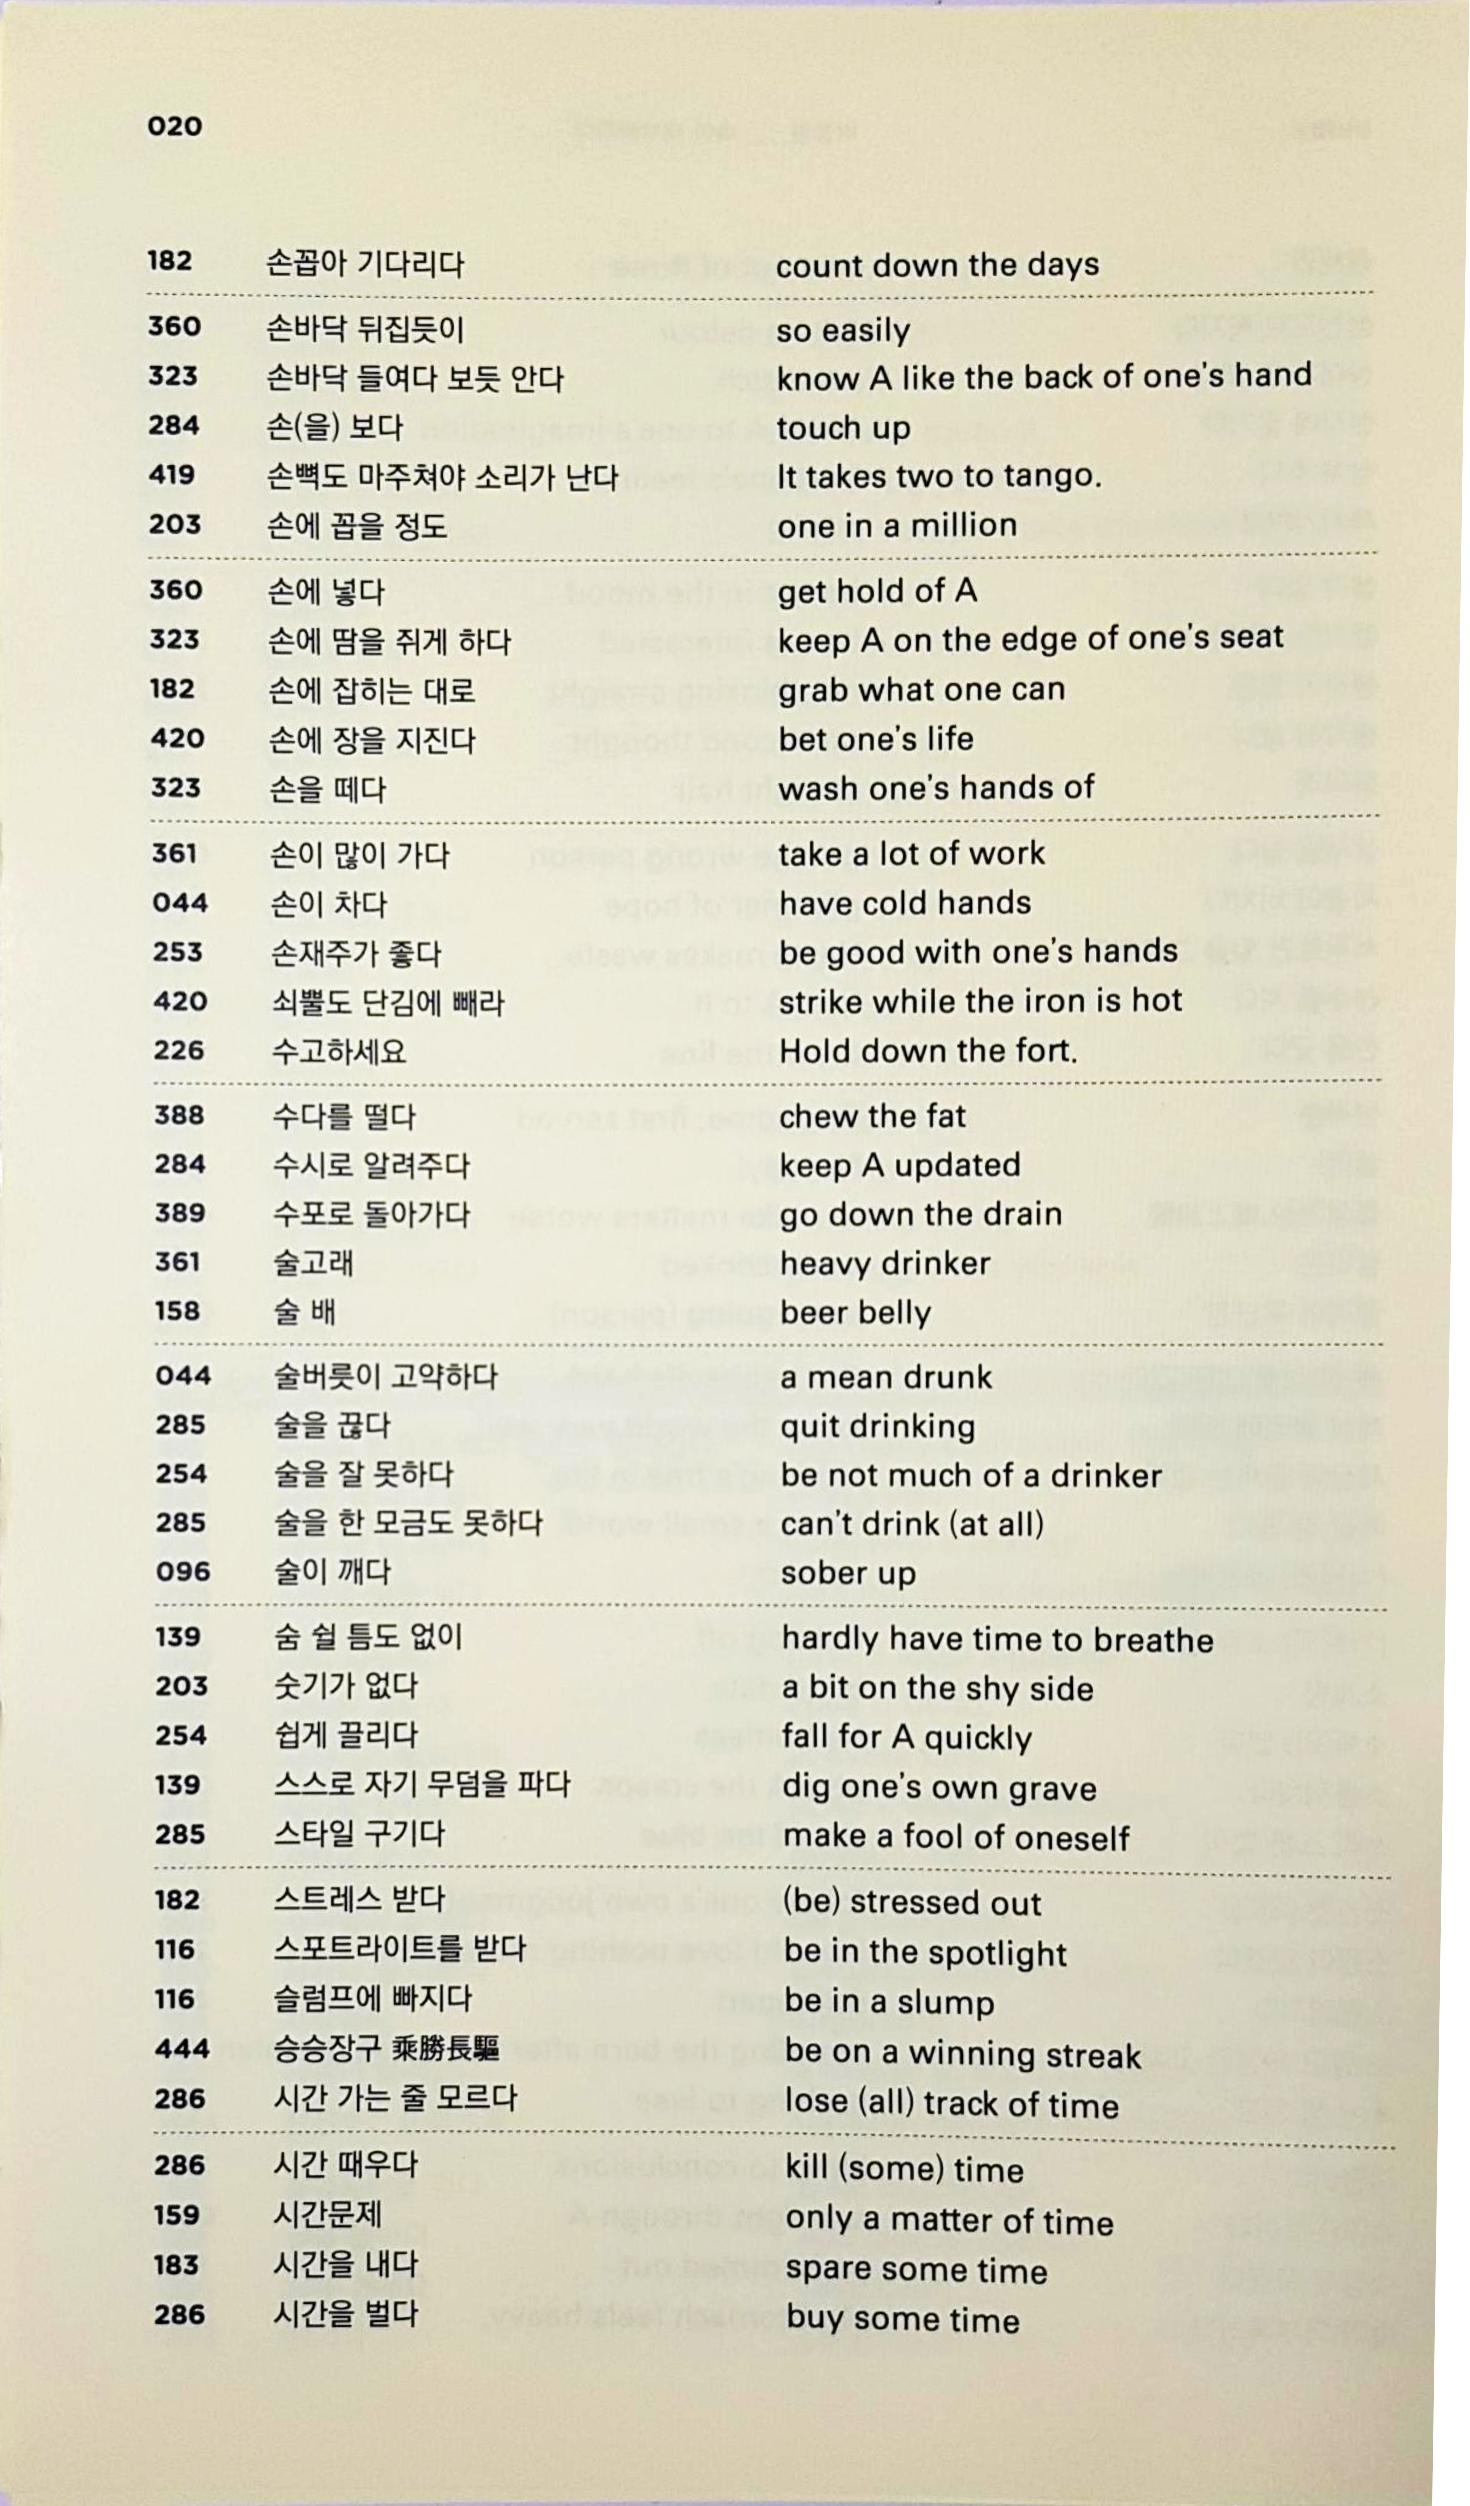 020
182 손꼽아 기다리다 count down the days
360 손바닥 뒤집듯이 so easily
323 손바닥 들여다 보듯 안다 know A like the back of one's hand
284 손(을) 보다 touch up
419 손뼉도 마주쳐야 소리가 난다 It takes two to tango.
203 손에 꼽을 정도 one in a million
360 손에 넣다 get hold of A
323 손에 땀을 쥐게 하다 keep A on the edge of one's seat
182 손에 잡히는 대로 grab what one can
420 손에 장을 지진다 bet one's life
323 손을 떼다 wash one's hands of
361 손이 많이 가다 take a lot of work
044 손이 차다 have cold hands
253 손재주가 좋다 be good with one's hands
420 쇠뿔도 단김에 빼라 strike while the iron is hot
226 수고하세요 Hold down the fort.
388 수다를 떨다 chew the fat
284 수시로 알려주다 keep A updated
389 수포로 돌아가다 go down the drain
361 술고래 heavy drinker
158 술 배 beer belly
044 술버릇이 고약하다 a mean drunk
285 술을 끊다 quit drinking
254 술을 잘 못하다 be not much of a drinker
285 술을 한 모금도 못하다 can't drink (at all)
096 술이 깨다 sober up
139 숨 쉴 틈도 없이 hardly have time to breathe
203 숫기가 없다 a bit on the shy side
254 쉽게 끌리다 fall for A quickly
139 스스로 자기 무덤을 파다 dig one's own grave
285 스타일 구기다 make a fool of oneself
182 스트레스 받다 (be) stressed out
116 스포트라이트를 받다 be in the spotlight
116 슬럼프에 빠지다 be in a slump
444 승승장구 乘勝長驅 be on a winning streak
286 시간 가는 줄 모르다 lose (all) track of time
286 시간 때우다 kill (some) time
159 시간문제 only a matter of time
183 시간을 내다 spare some time
286 시간을 벌다 buy some time